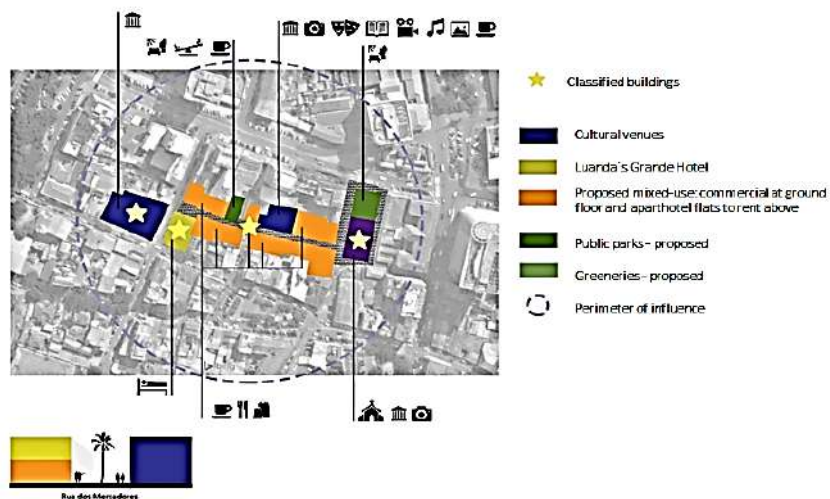 Classified buildings
Cultural venues
Luanda's Grande Hotel
Proposed mixed-use: commercial at ground
floor and aparthotel flats to rent above
Public parks – proposed
Greeneries – proposed
Perimeter of influence
Rua dos Mercadores